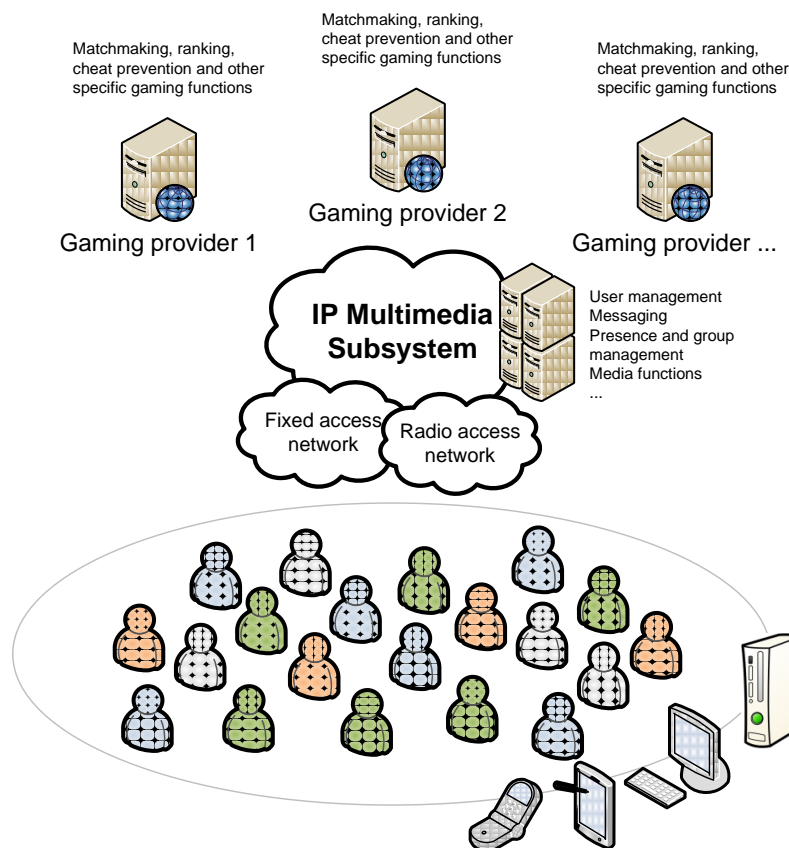 Matchmaking, ranking,
cheat prevention and other
specific gaming functions
Gaming provider 1
Matchmaking, ranking,
cheat prevention and other
specific gaming functions
Gaming provider 2
Matchmaking, ranking,
cheat prevention and other
specific gaming functions
Gaming provider ...
IP Multimedia
Subsystem
User management
Messaging
Presence and group
management
Media functions
...
Fixed access
network
Radio access
network